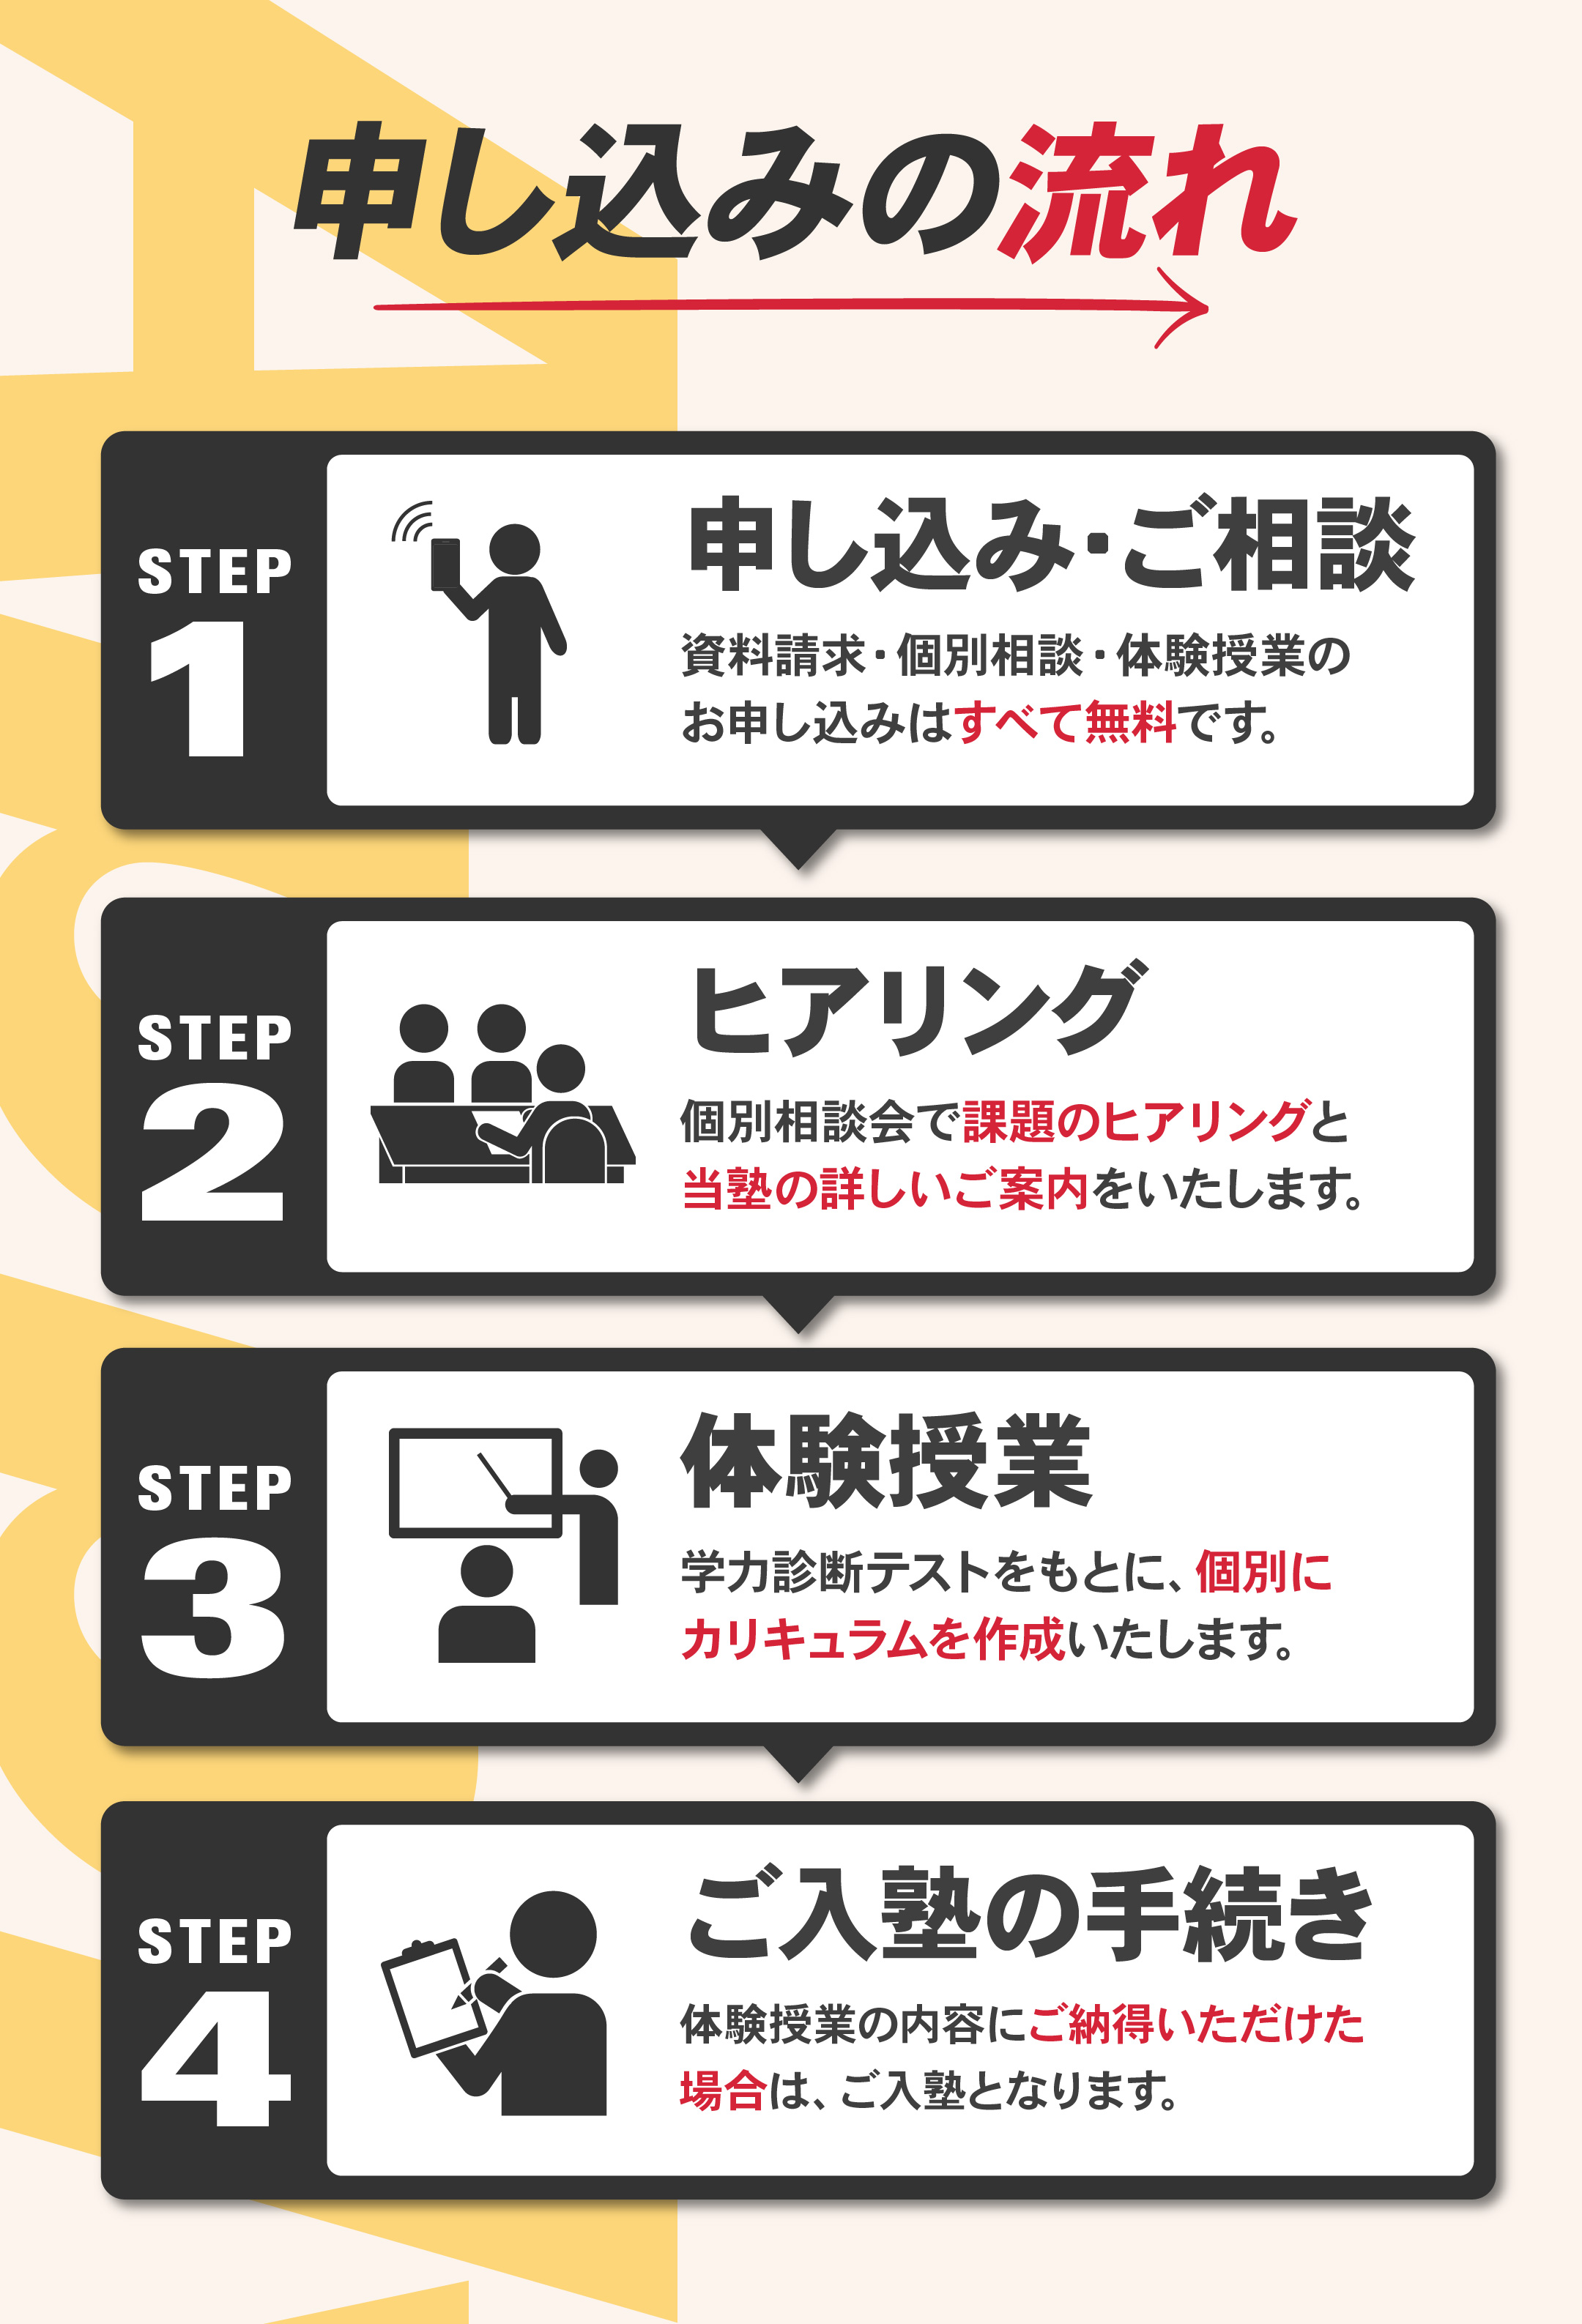 申し込みの流れ
STEP
1
申し込み・ご相談
資料請求・個別相談・体験授業の
お申し込みはすべて無料です。
STEP
2
ヒアリング
個別相談会で課題のヒアリングと
当塾の詳しいご案内をいたします。
STEP
3
体験授業
学力診断テストをもとに、個別に
カリキュラムを作成いたします。
STEP
4
ご入塾の手続き
体験授業の内容にご納得いただけた
場合は、ご入塾となります。